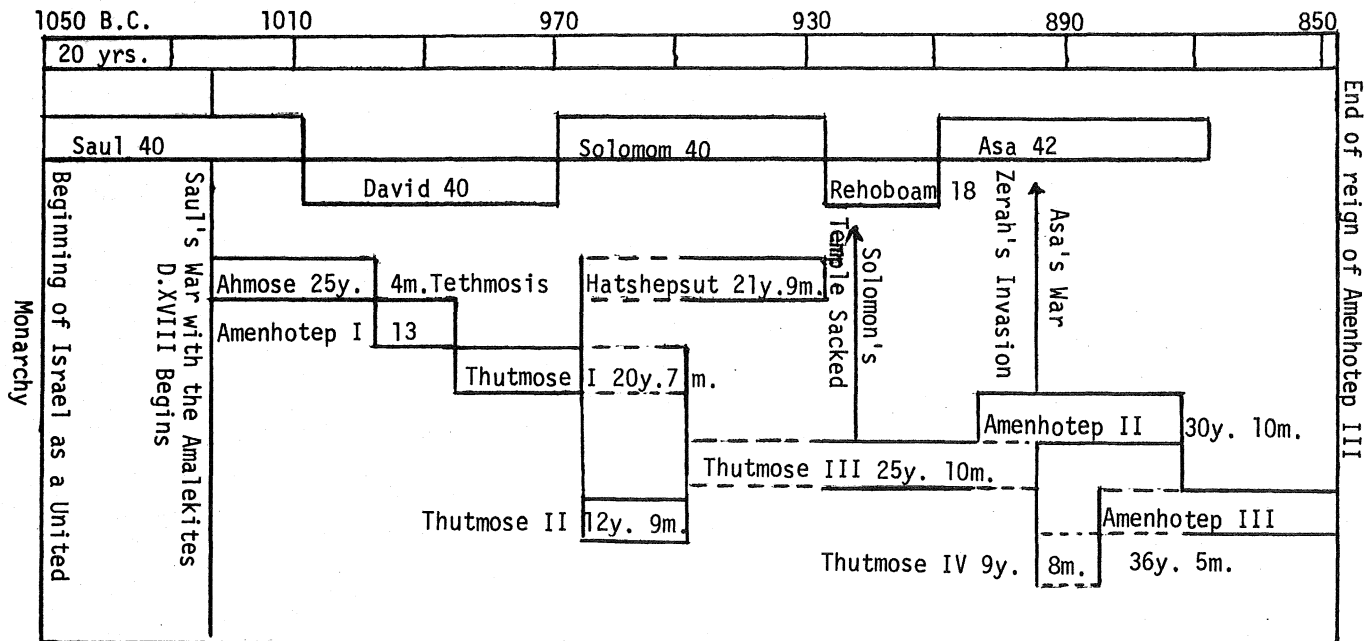 1050 B.C. 1010 970 930 890 850
20 yrs.
Saul 40 Solomom 40 Asa 42
David 40 Rehoboam 18
Beginning of Israel as a United
Monarchy
Saul's War with the Amalekites
D.XVIII Begins
Ahmose 25y. 4m.Tethmosis Hatshepsut 21y.9m.
Amenhotep I 13
Thutmose I 20y.7 m.
Solomon's
Temple Sacked
Zerah's Invasion
Asa's War
Amenhotep II 30y. 10m.
Thutmose III 25y. 10m.
Thutmose II 12y. 9m.
Amenhotep III
Thutmose IV 9y. 8m. 36y. 5m.
End of reign of Amenhotep III